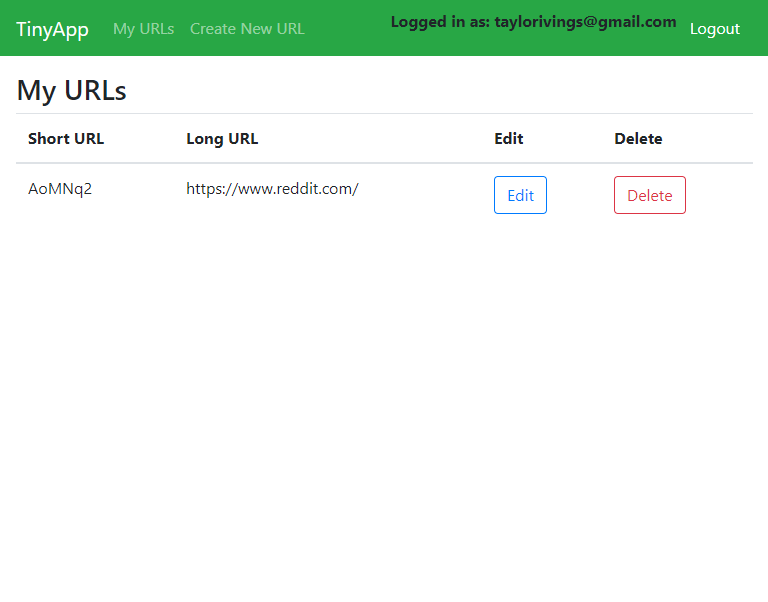 TinyApp My URLs Create New URL Logged in as: taylorivings@gmail.com Logout
My URLs
Short URL Long URL Edit Delete
AoMNq2 https://www.reddit.com/ Edit Delete